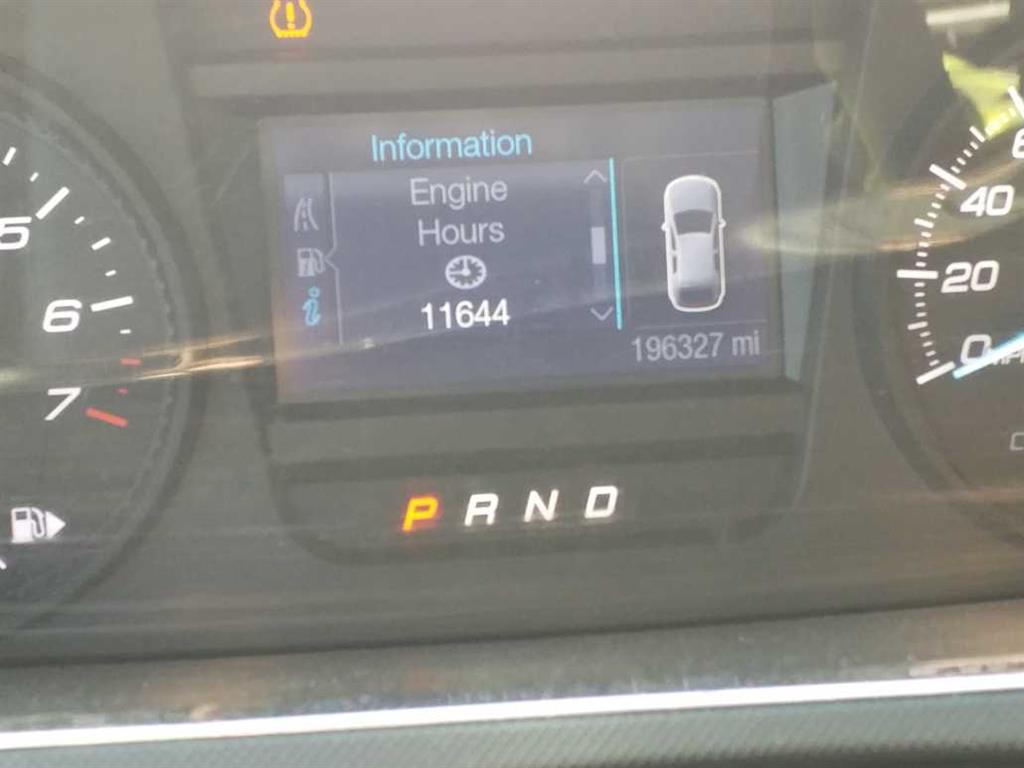 Information
Engine
Hours
11644
196327 mi
5
6
7
P R N D
40
20
0